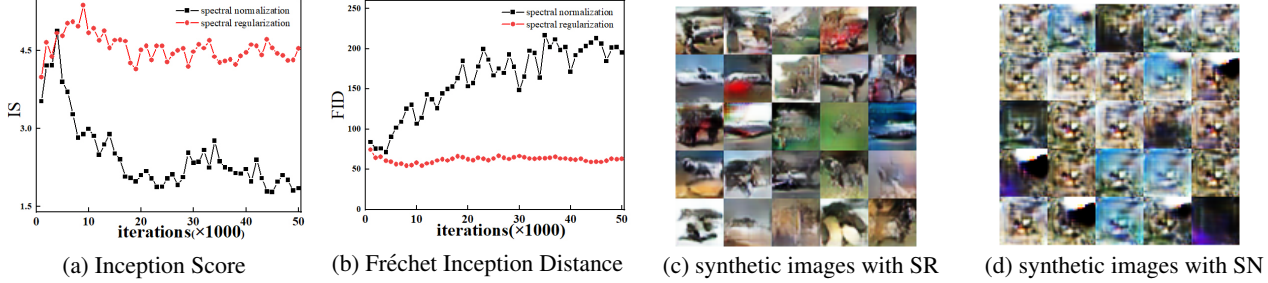 spectral normalization
spectral regularization
IS
4.5
3.0
1.5
0
10
20
30
40
50
iterations(×1000)
(a) Inception Score
spectral normalization
spectral regularization
FID
250
200
150
100
50
0
0
10
20
30
40
50
iterations(×1000)
(b) Fréchet Inception Distance
(c) synthetic images with SR
(d) synthetic images with SN